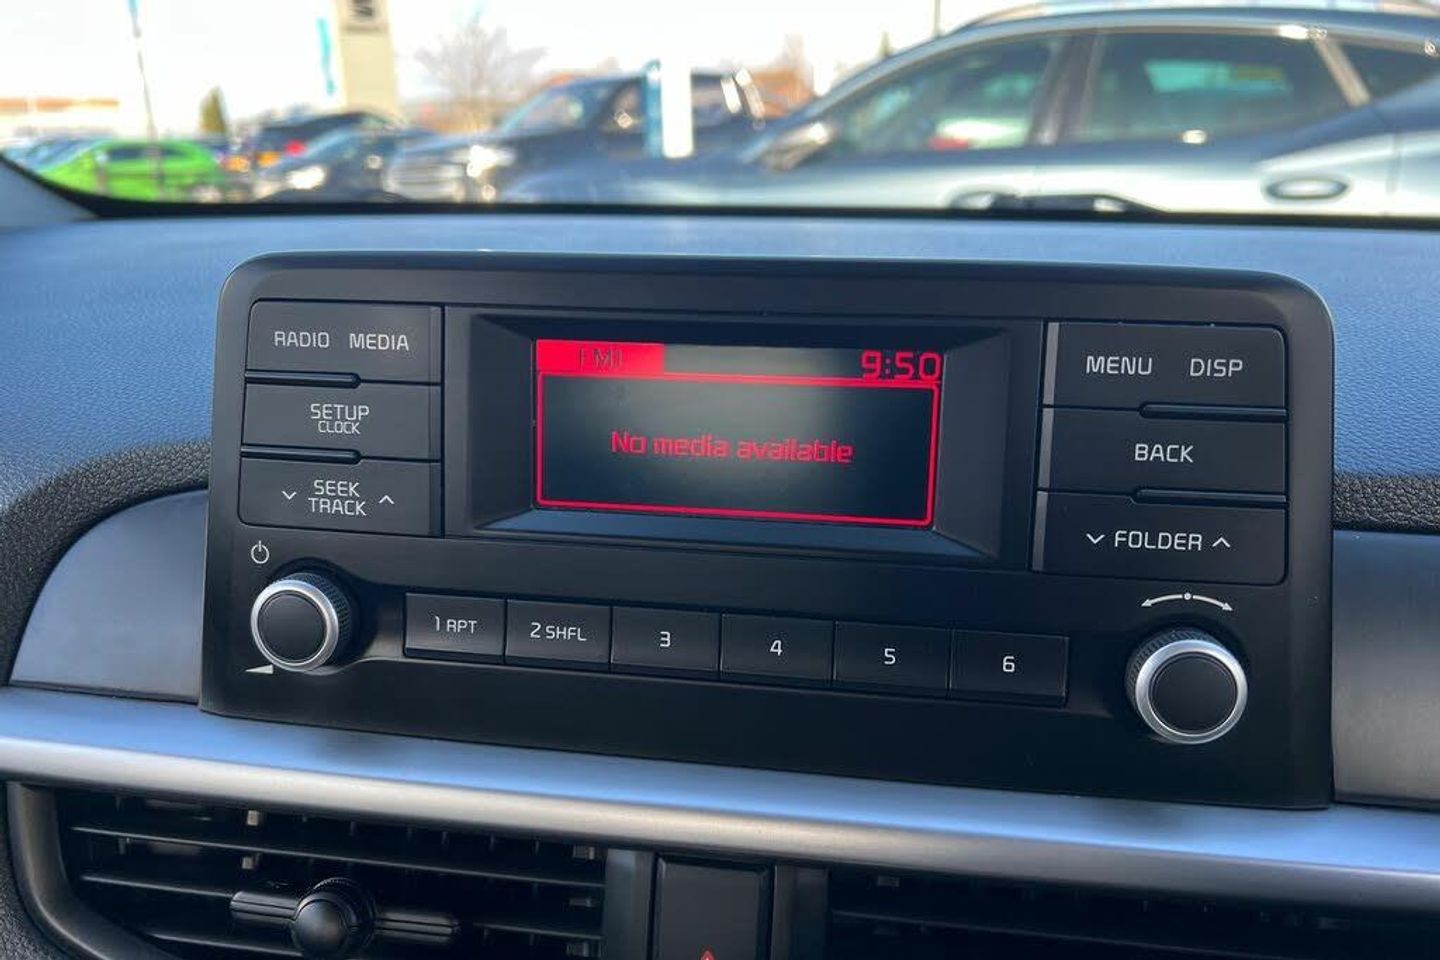 RADIO MEDIA
SETUP
CLOCK
SEEK
TRACK
FM1 9:50
No media available
MENU DISP
BACK
FOLDER
1 RPT 2 SHFL 3 4 5 6